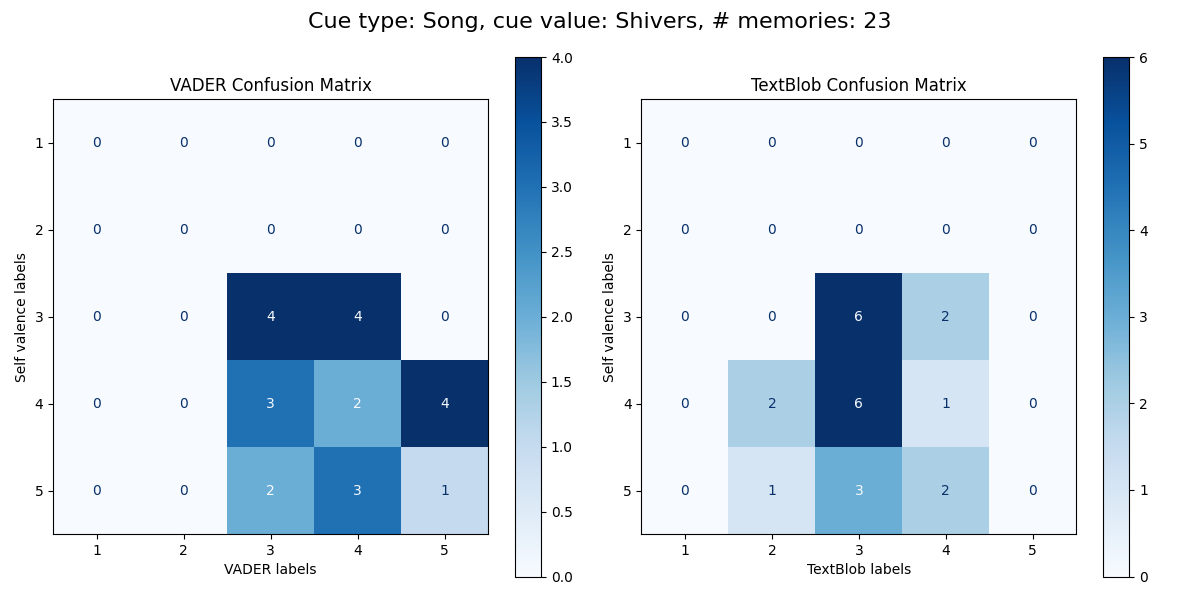 Cue type: Song, cue value: Shivers, # memories: 23
VADER Confusion Matrix
Self valence labels
1 0 0 0 0 0
2 0 0 0 0 0
3 0 0 4 4 0
4 0 0 3 2 4
5 0 0 2 3 1
1 2 3 4 5
VADER labels
4.0
3.5
3.0
2.5
2.0
1.5
1.0
0.5
0.0
TextBlob Confusion Matrix
Self valence labels
1 0 0 0 0 0
2 0 0 0 0 0
3 0 0 6 2 0
4 0 2 6 1 0
5 0 1 3 2 0
1 2 3 4 5
TextBlob labels
6
5
4
3
2
1
0